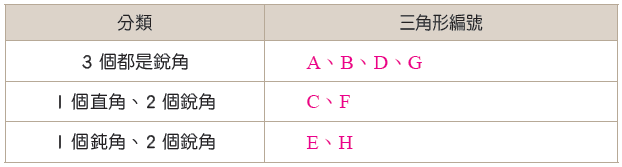 分類 三角形編號
3 個都是銳角 A、B、D、G
1 個直角、2 個銳角 C、F
1 個鈍角、2 個銳角 E、H